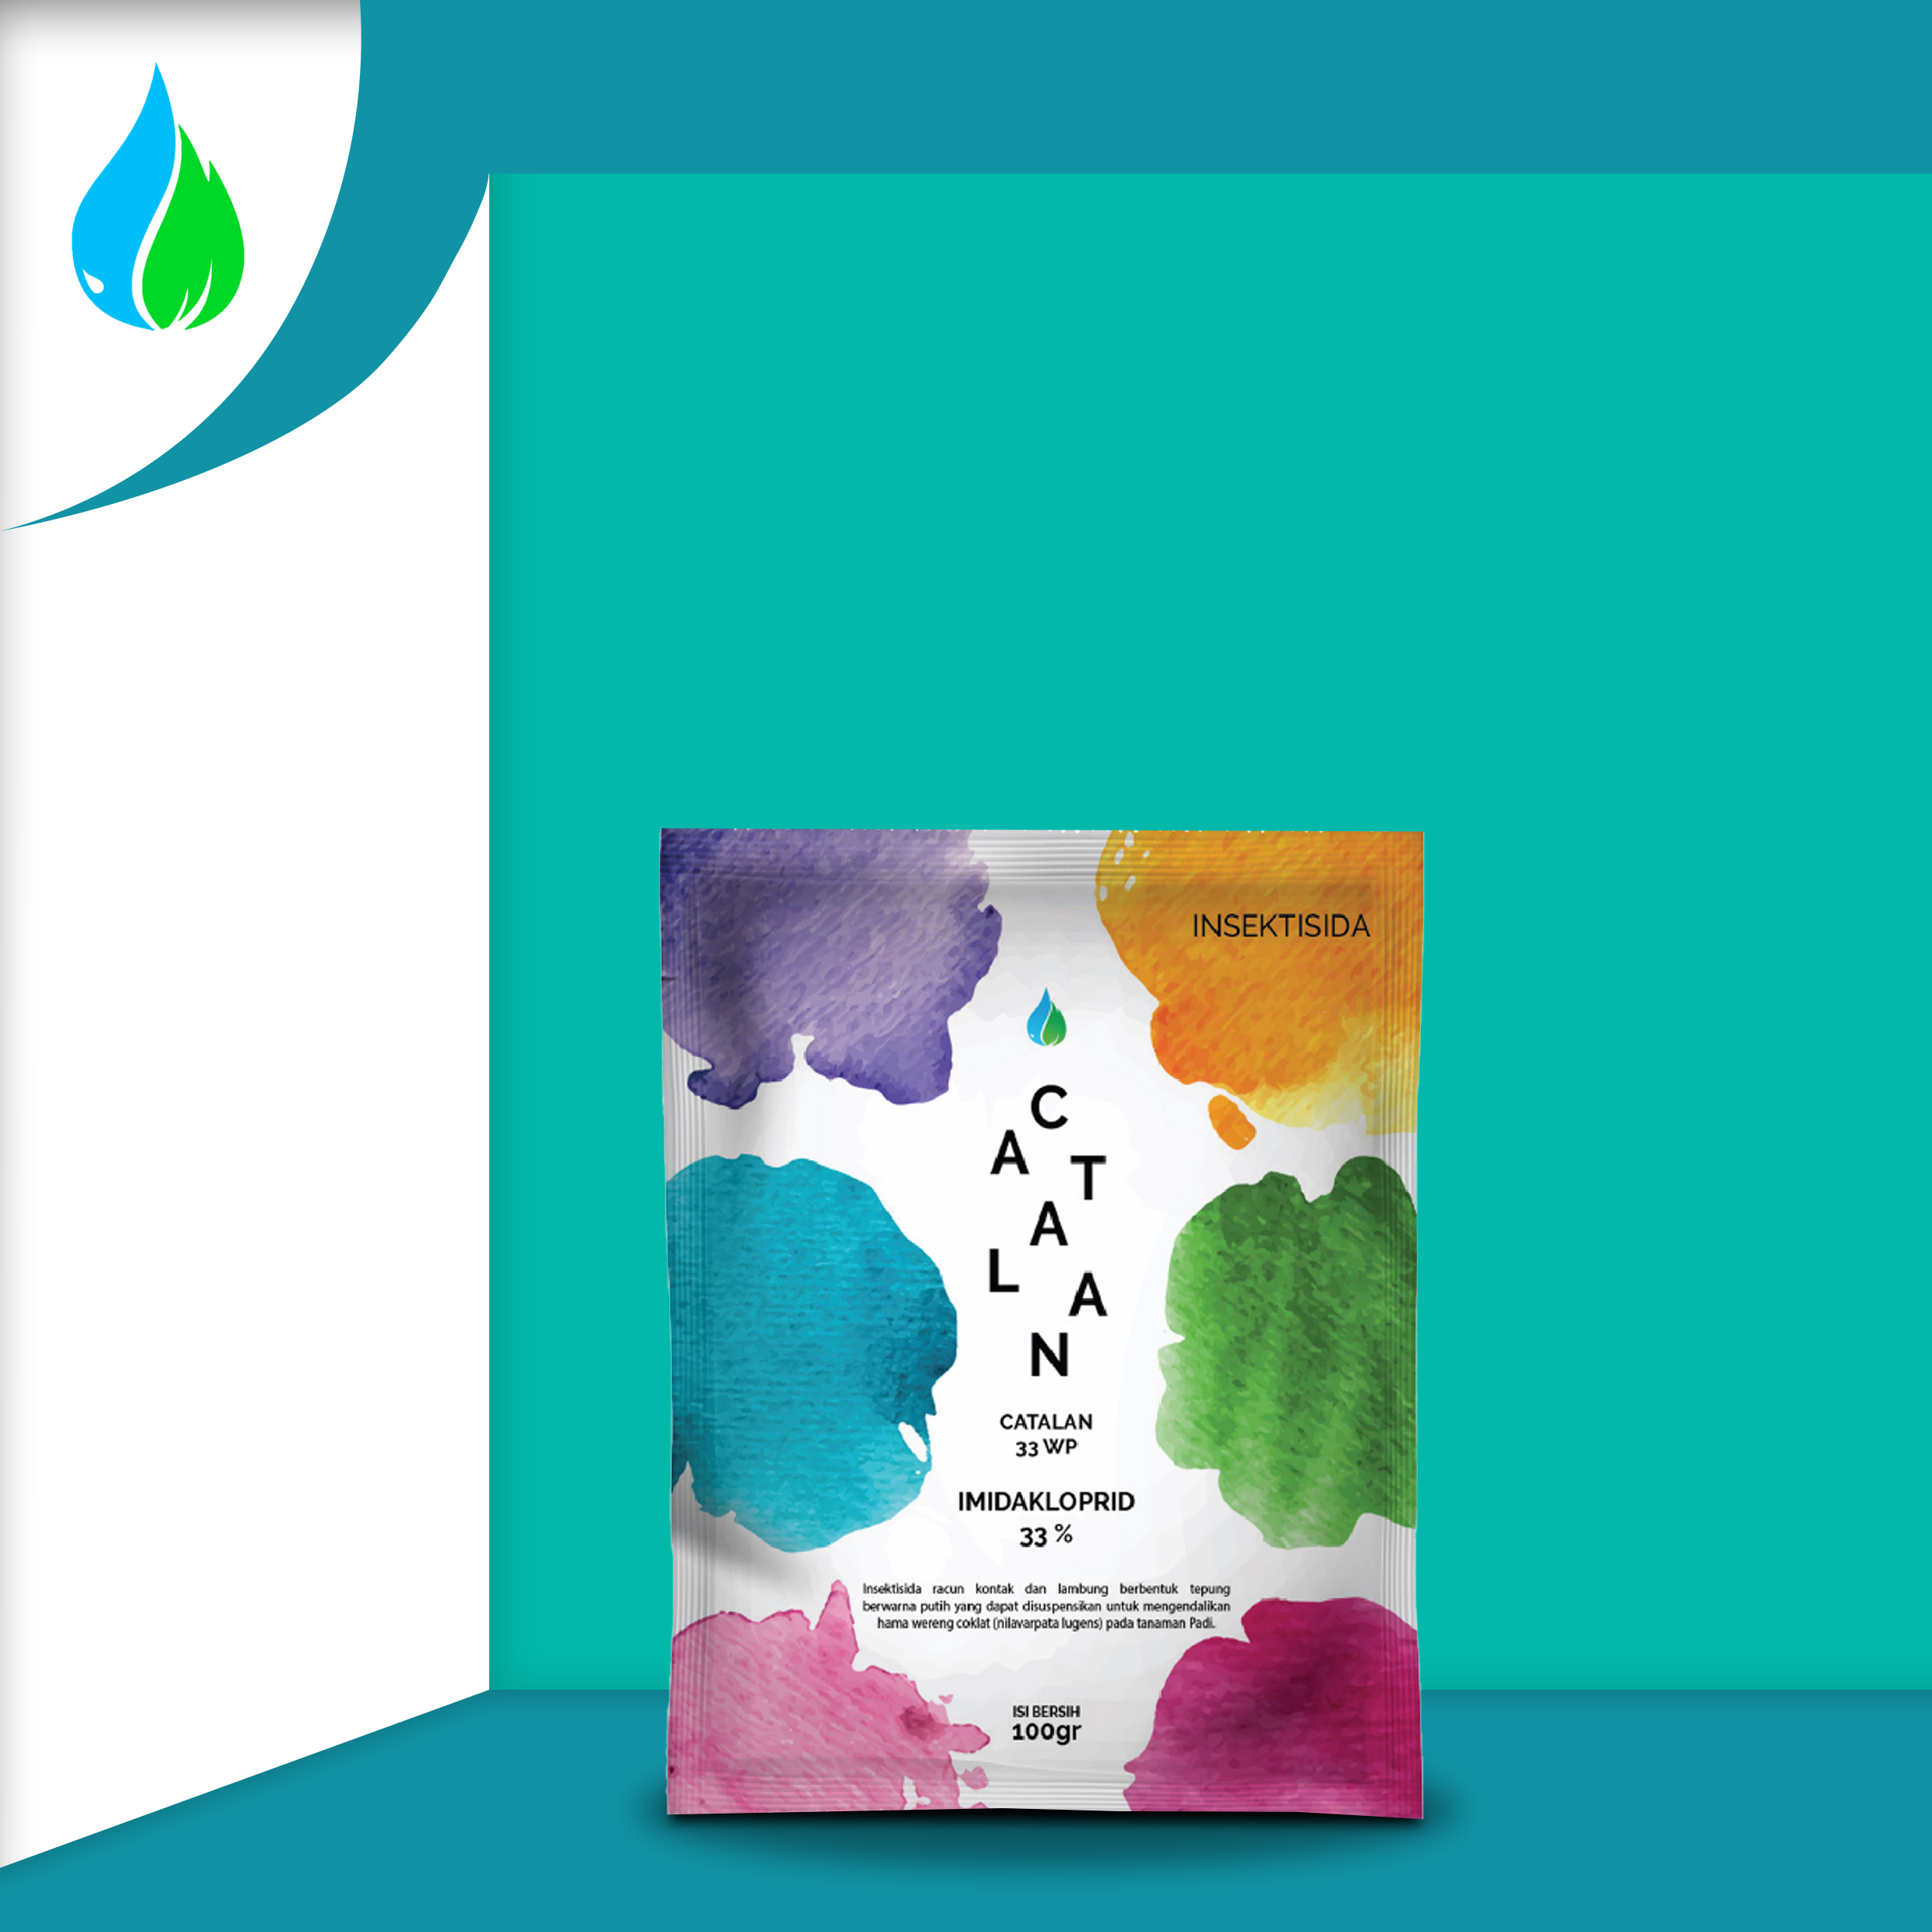 INSEKTISIDA
C
A
T
A
L
A
N
CATALAN
33 WP
IMIDAKLOPRID
33 %
Insektisida racun kontak dan lambung berbentuk tepung
berwarna putih yang dapat disuspensikan untuk mengendalikan
hama wereng coklat (nilavarpata lugens) pada tanaman Padi.
ISI BERSIH
100gr